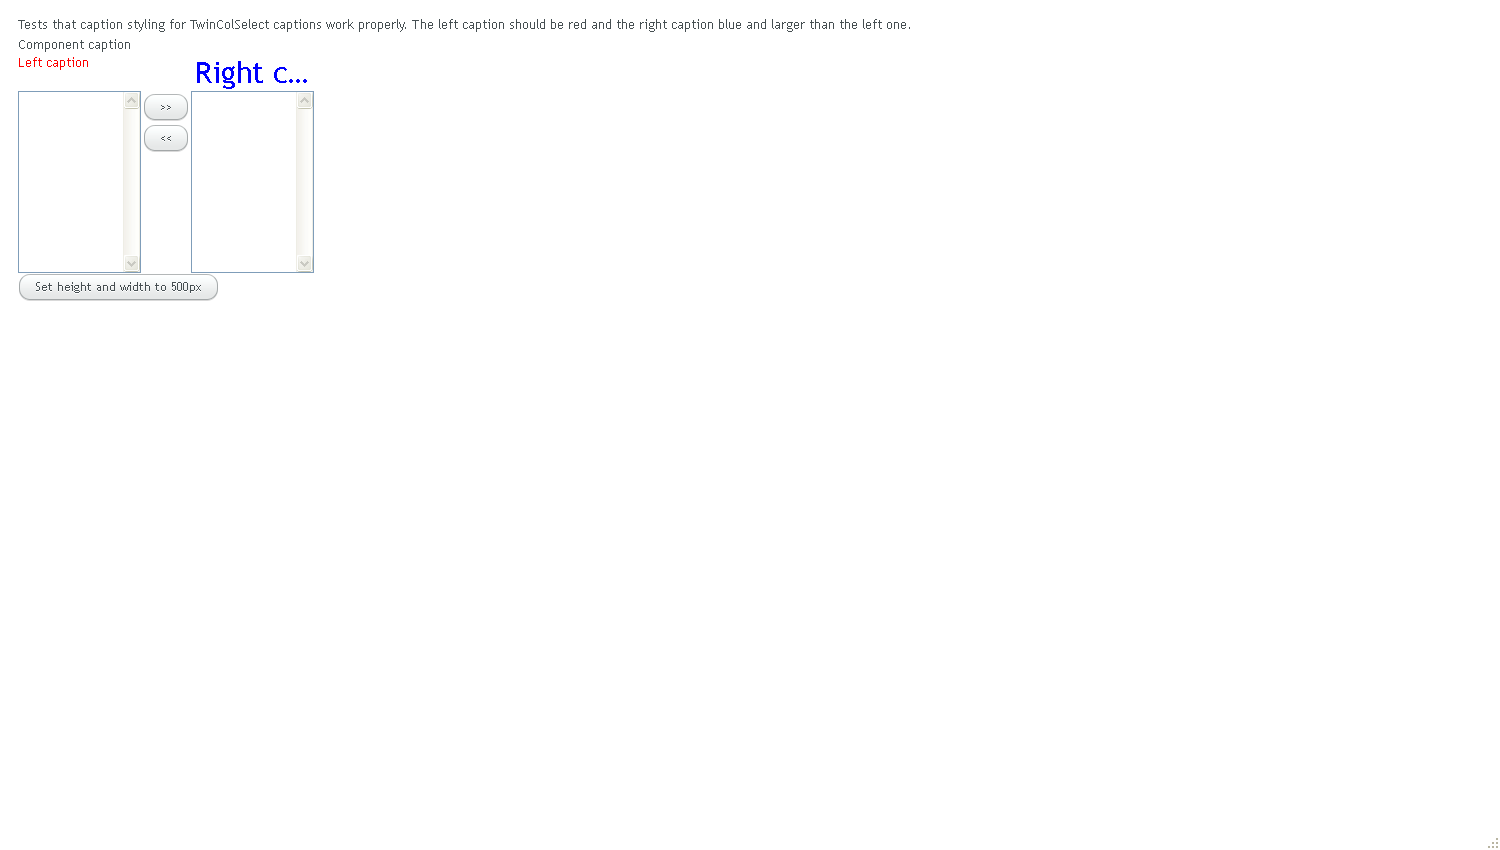 Tests that caption styling for TwinColSelect captions work properly. The left caption should be red and the right caption blue and larger than the left one.
Component caption
Left caption
Right c...
>>
<<
Set height and width to 500px